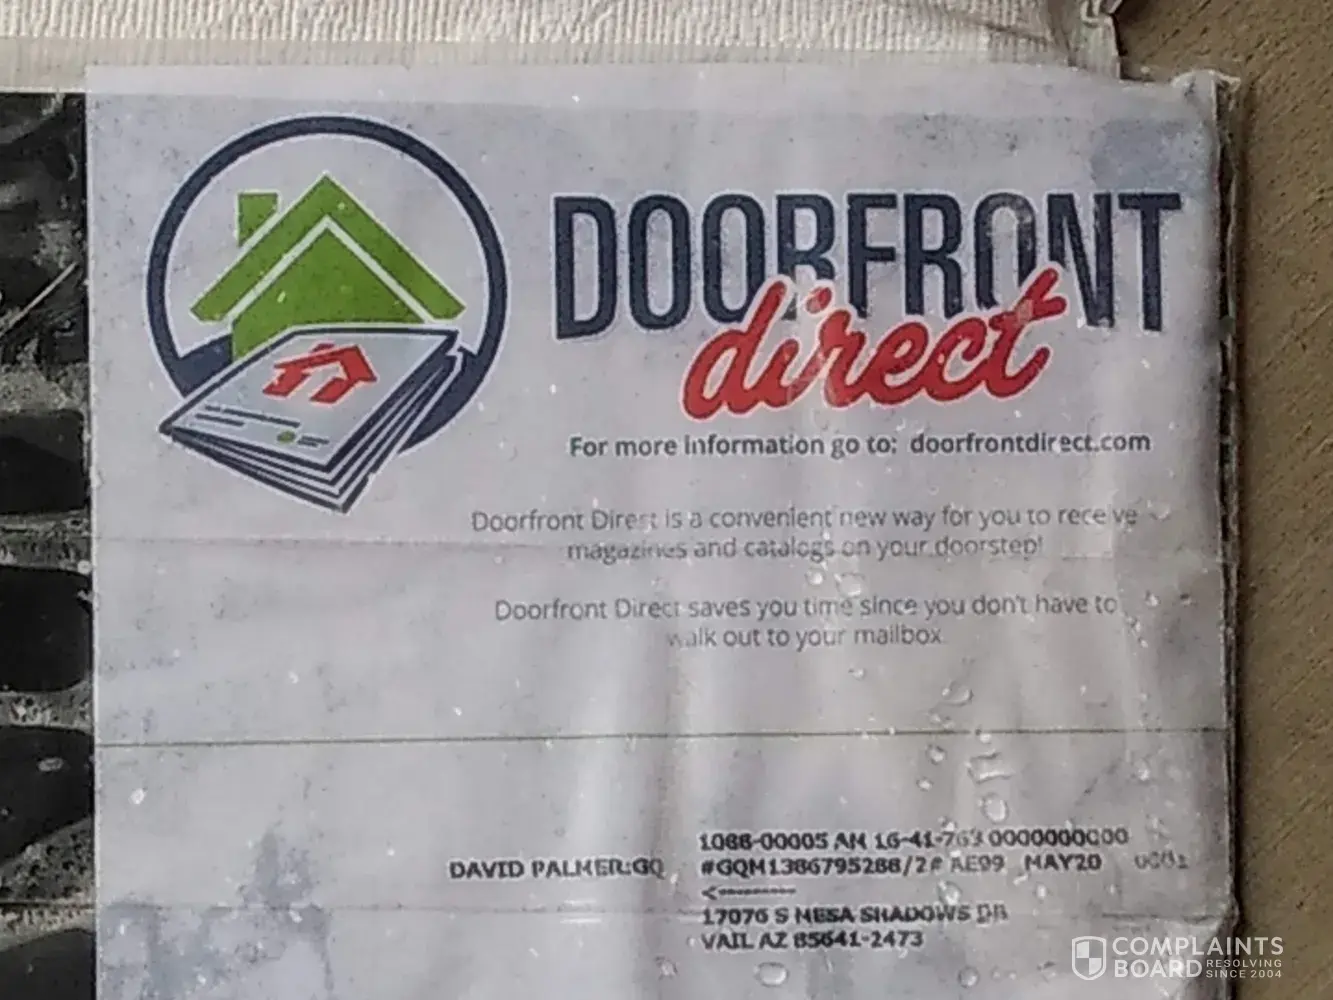 DOORFRONT
direct
For more information go to: doorfrontdirect.com
Doorfront Direct is a convenient new way for you to receive
magazines and catalogs on your doorstep!
Doorfront Direct saves you time since you don't have to
walk out to your mailbox.
1088-00005 AM 16-41-763 0000000000
DAVID PALMER:GQ #GQM1386795288/2# AE99 MAY20 0001
<----------
17076 S MESA SHADOWS DR
VAIL AZ 85641-2473
COMPLAINTS
BOARD RESOLVING
SINCE 2004